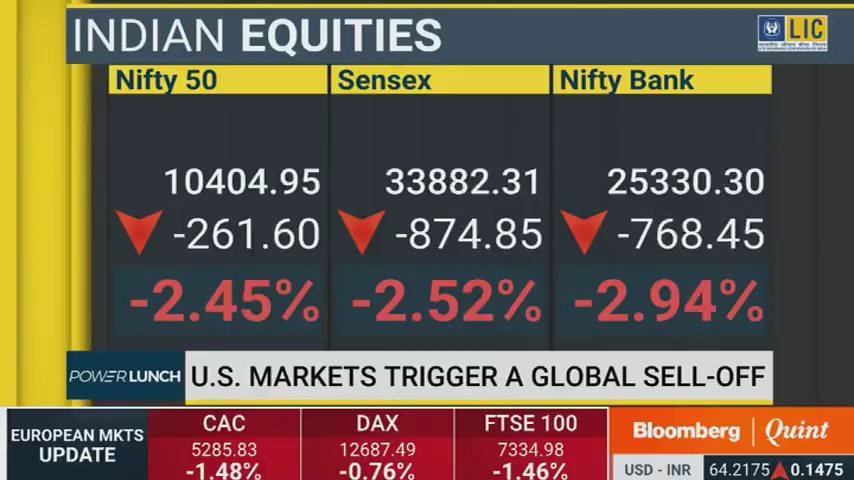 INDIAN EQUITIES
LIC
Nifty 50
10404.95
-261.60
-2.45%
Sensex
33882.31
-874.85
-2.52%
Nifty Bank
25330.30
-768.45
-2.94%
POWER LUNCH
U.S. MARKETS TRIGGER A GLOBAL SELL-OFF
EUROPEAN MKTS
UPDATE
CAC
5285.83
-1.48%
DAX
12687.49
-0.76%
FTSE 100
7334.98
-1.46%
Bloomberg | Quint
USD - INR 64.2175 0.1475